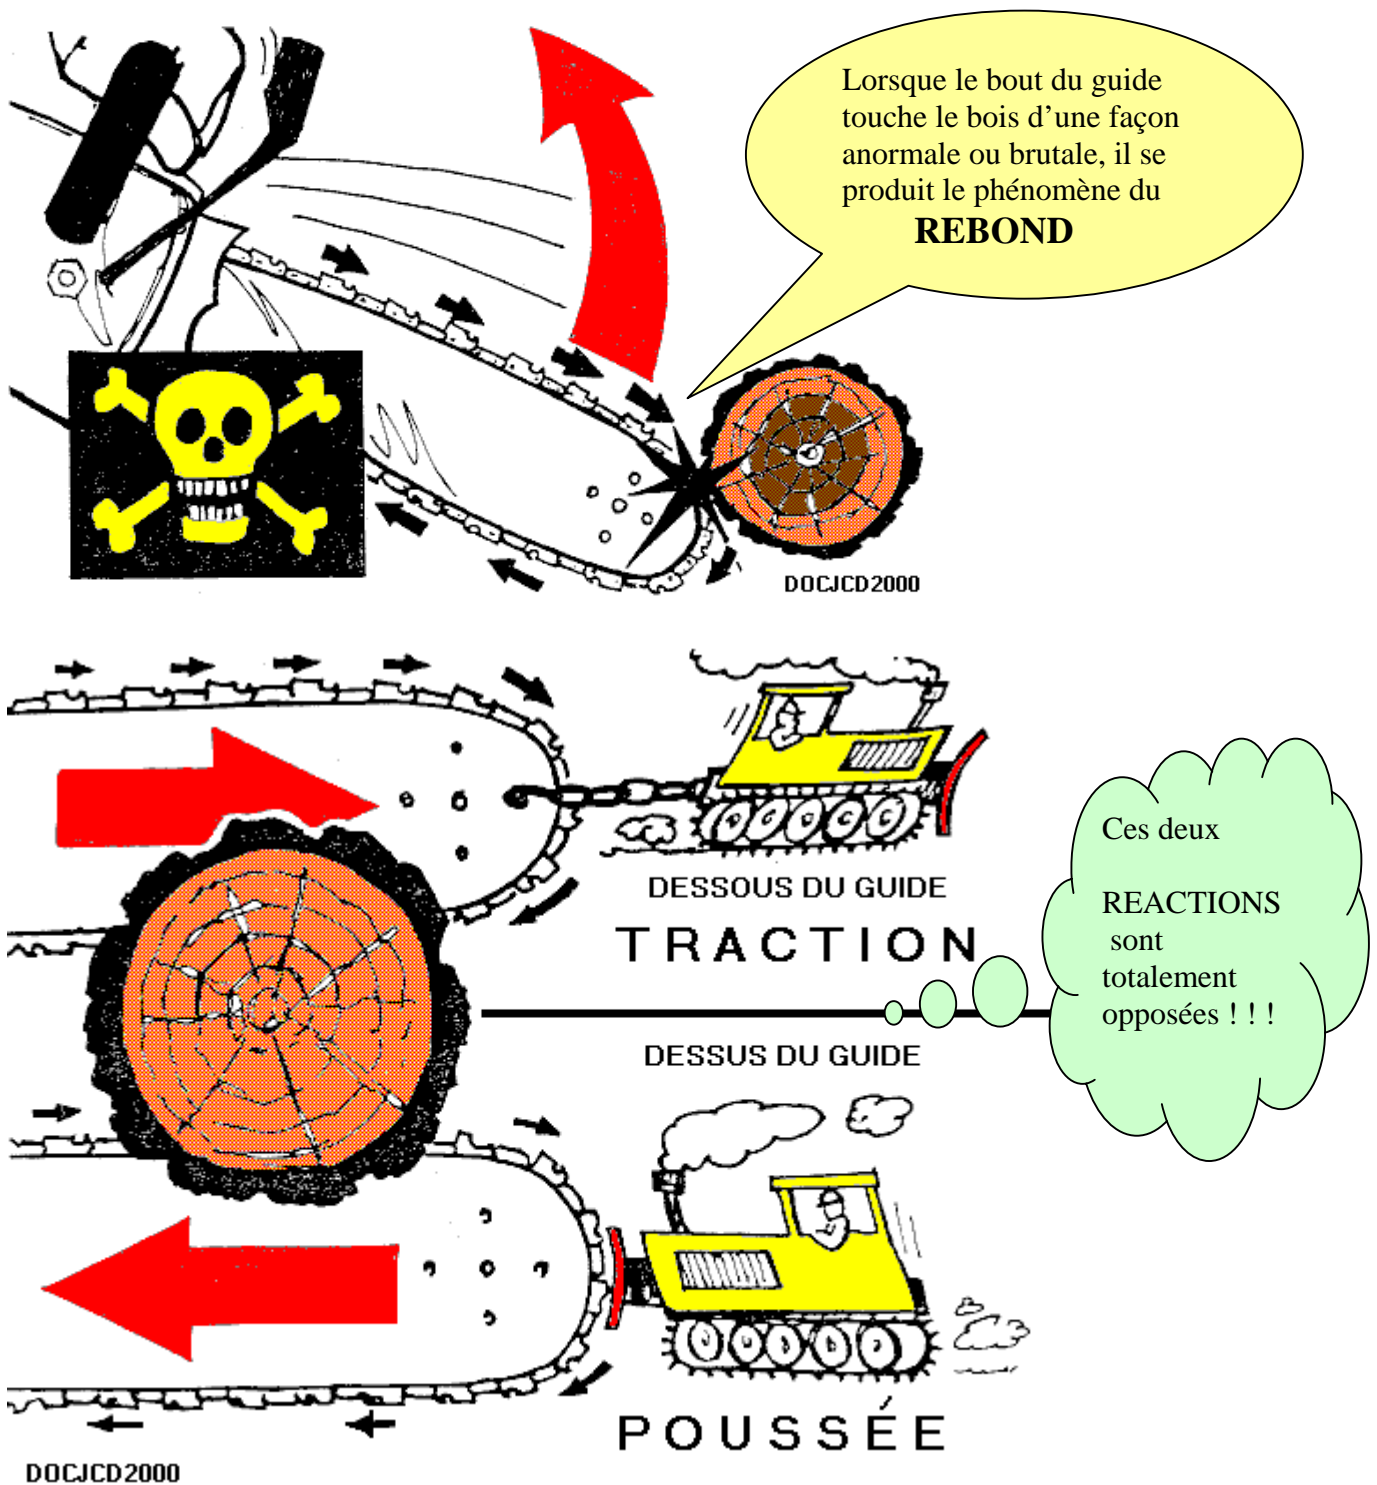 Lorsque le bout du guide
touche le bois d'une façon
anormale ou brutale, il se
produit le phénomène du
REBOND
DOCJCD2000
DESSOUS DU GUIDE
TRACTION
Ces deux
REACTIONS
sont
totalement
opposées ! ! !
DESSUS DU GUIDE
POUSSÉE
DOCJCD2000